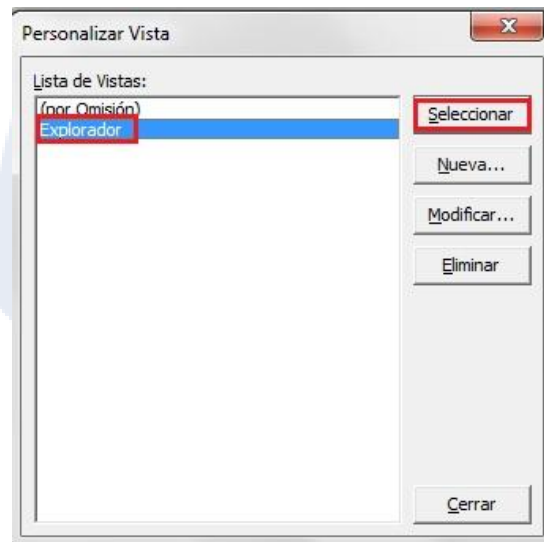 Personalizar Vista
Lista de Vistas:
(por Omisión)
Explorador
Seleccionar
Nueva...
Modificar...
Eliminar
Cerrar